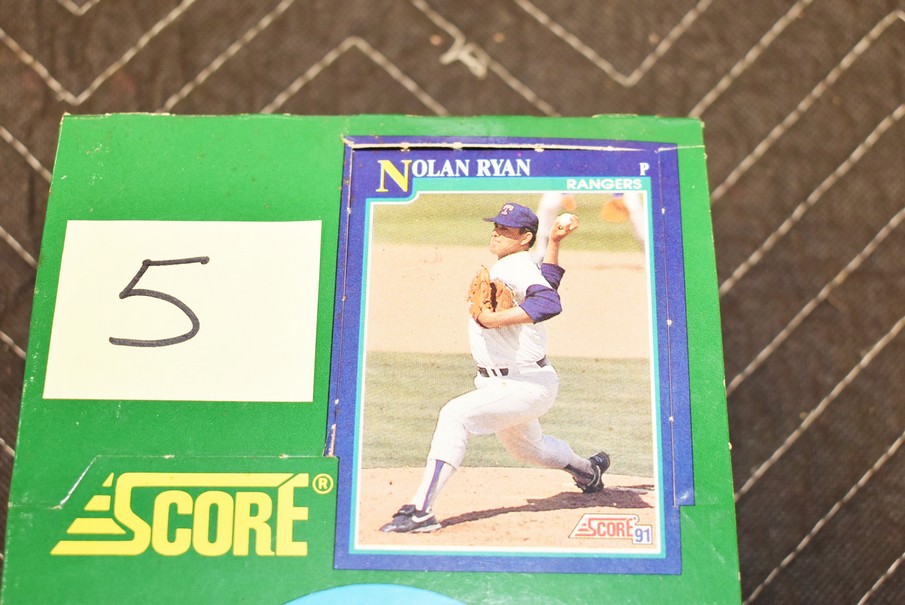 NOLAN RYAN P
RANGERS
T
5
SCORE®
SCORE 91